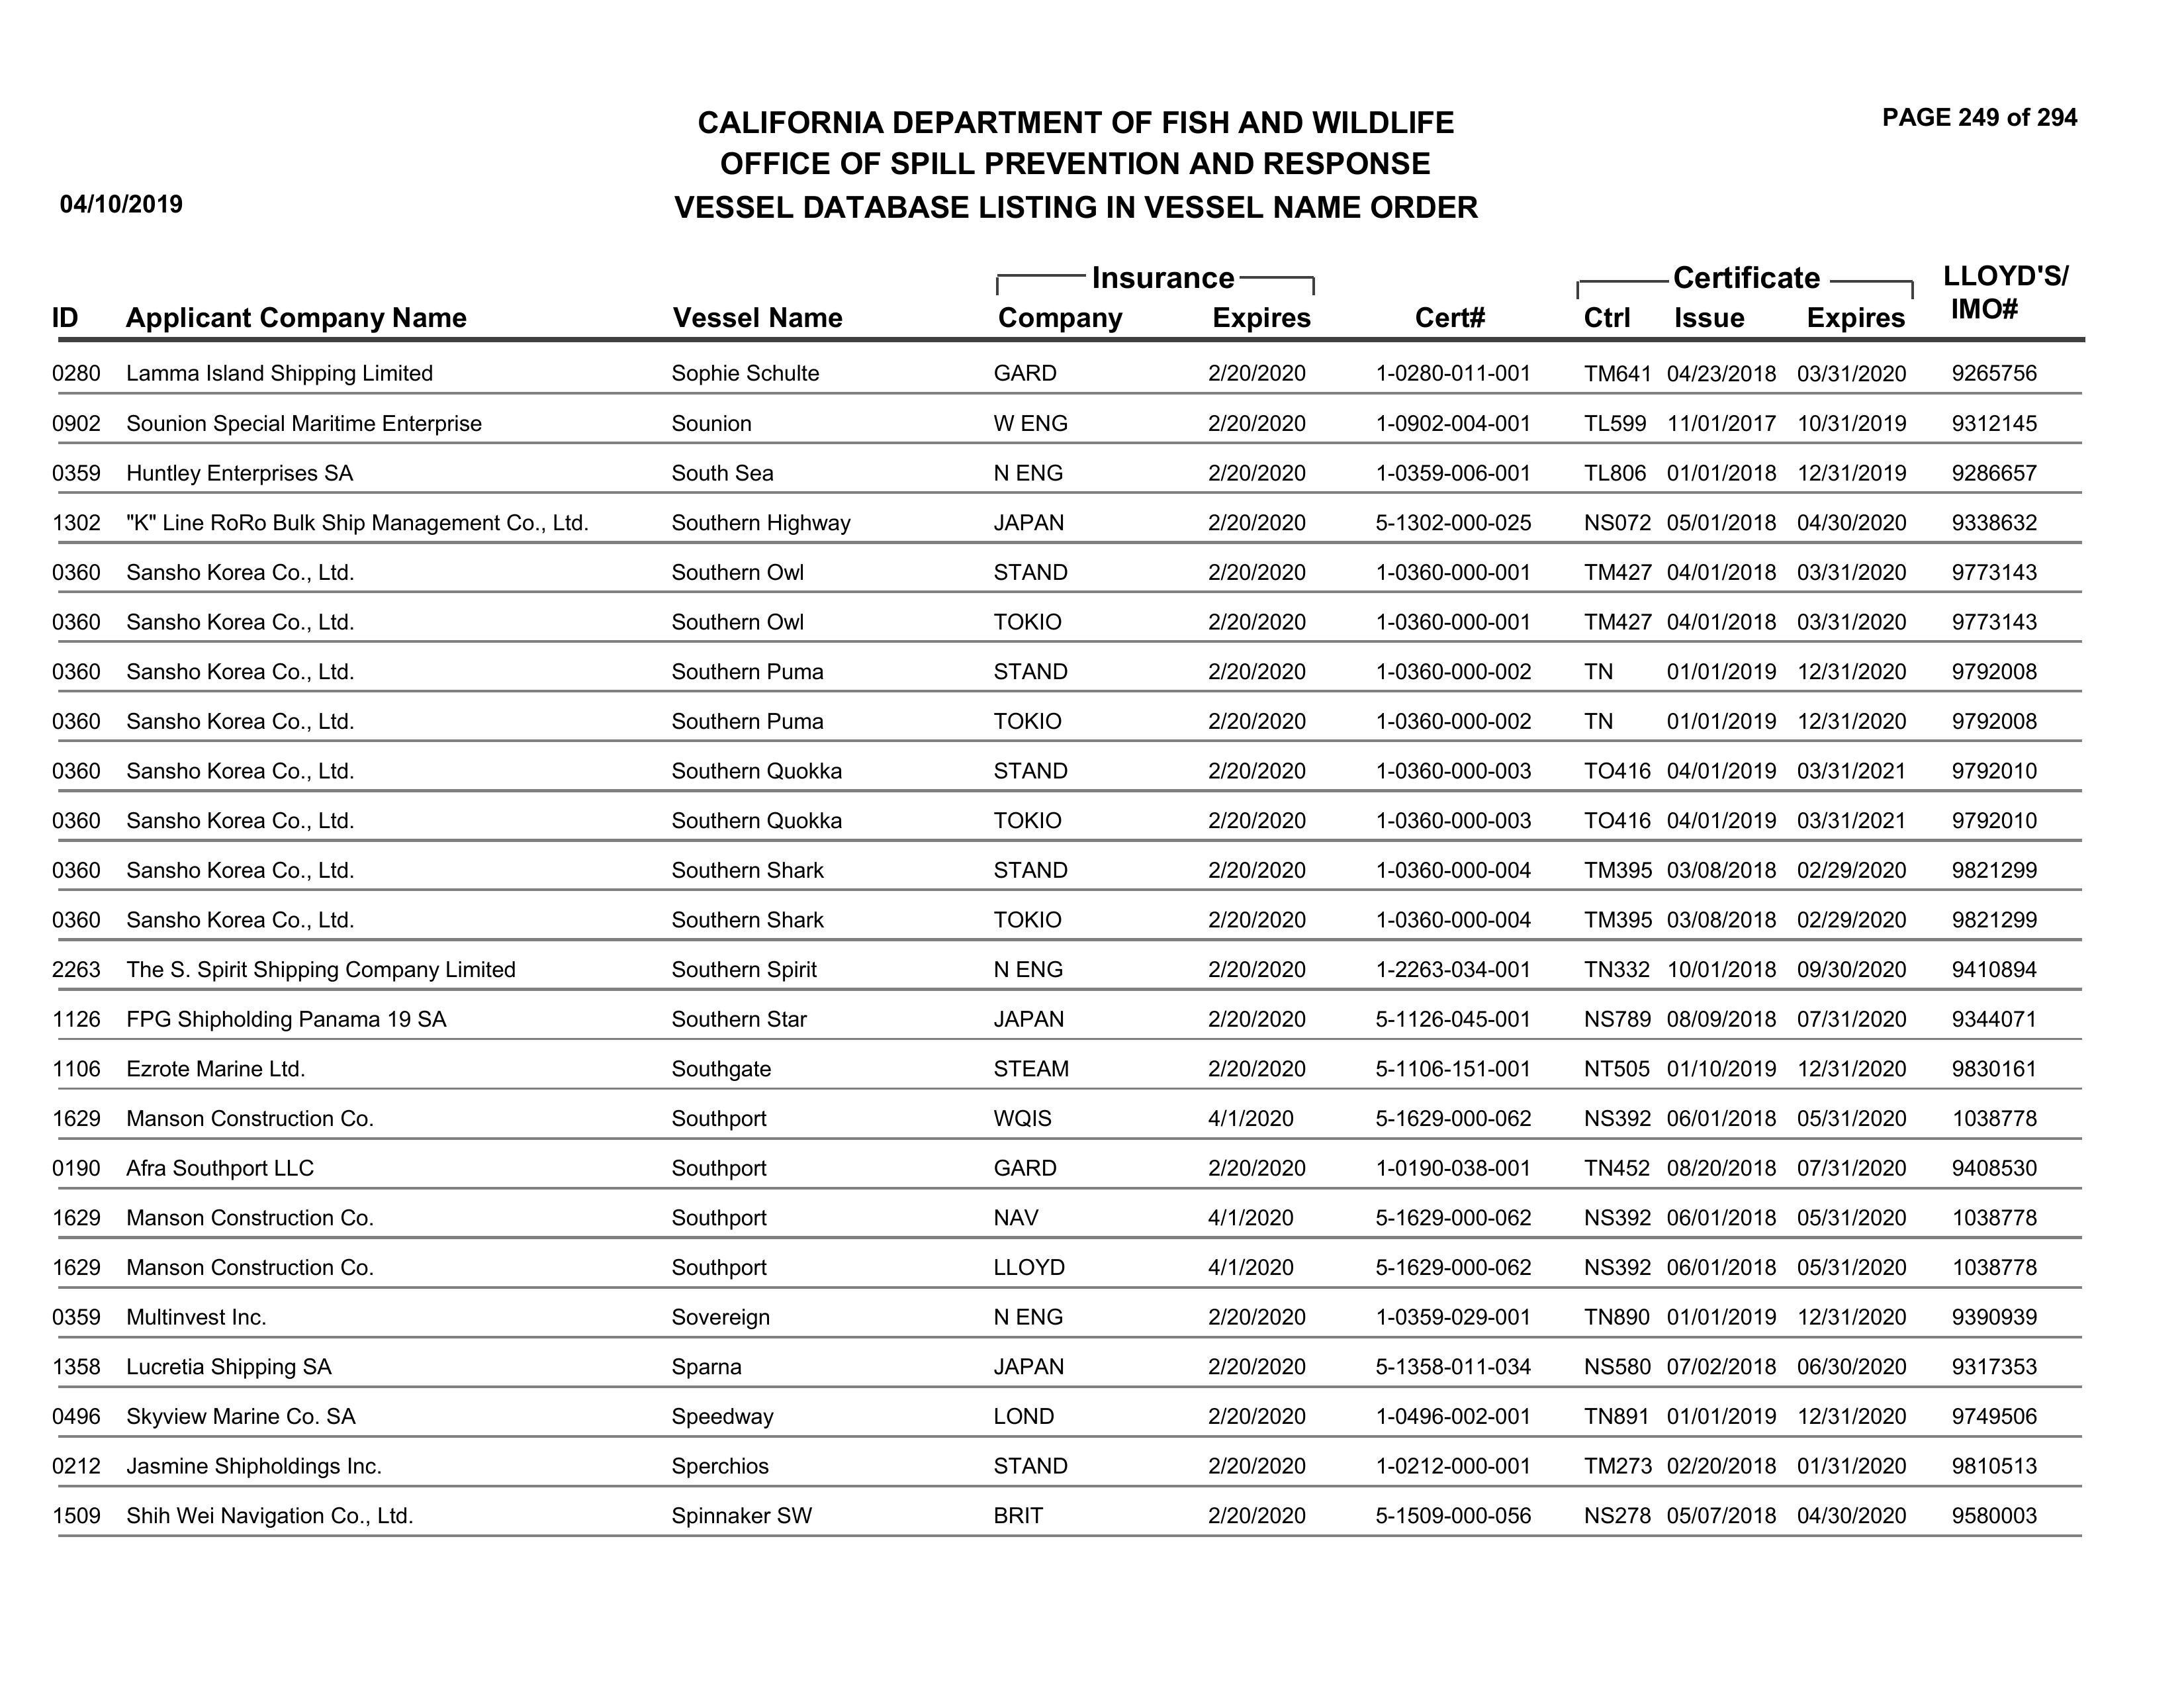 PAGE 249 of 294
CALIFORNIA DEPARTMENT OF FISH AND WILDLIFE
OFFICE OF SPILL PREVENTION AND RESPONSE
04/10/2019 VESSEL DATABASE LISTING IN VESSEL NAME ORDER
Insurance Certificate LLOYD'S/
ID Applicant Company Name Vessel Name Company Expires Cert# Ctrl Issue Expires IMO#
0280 Lamma Island Shipping Limited Sophie Schulte GARD 2/20/2020 1-0280-011-001 TM641 04/23/2018 03/31/2020 9265756
0902 Sounion Special Maritime Enterprise Sounion W ENG 2/20/2020 1-0902-004-001 TL599 11/01/2017 10/31/2019 9312145
0359 Huntley Enterprises SA South Sea N ENG 2/20/2020 1-0359-006-001 TL806 01/01/2018 12/31/2019 9286657
1302 "K" Line RoRo Bulk Ship Management Co., Ltd. Southern Highway JAPAN 2/20/2020 5-1302-000-025 NS072 05/01/2018 04/30/2020 9338632
0360 Sansho Korea Co., Ltd. Southern Owl STAND 2/20/2020 1-0360-000-001 TM427 04/01/2018 03/31/2020 9773143
0360 Sansho Korea Co., Ltd. Southern Owl TOKIO 2/20/2020 1-0360-000-001 TM427 04/01/2018 03/31/2020 9773143
0360 Sansho Korea Co., Ltd. Southern Puma STAND 2/20/2020 1-0360-000-002 TN 01/01/2019 12/31/2020 9792008
0360 Sansho Korea Co., Ltd. Southern Puma TOKIO 2/20/2020 1-0360-000-002 TN 01/01/2019 12/31/2020 9792008
0360 Sansho Korea Co., Ltd. Southern Quokka STAND 2/20/2020 1-0360-000-003 TO416 04/01/2019 03/31/2021 9792010
0360 Sansho Korea Co., Ltd. Southern Quokka TOKIO 2/20/2020 1-0360-000-003 TO416 04/01/2019 03/31/2021 9792010
0360 Sansho Korea Co., Ltd. Southern Shark STAND 2/20/2020 1-0360-000-004 TM395 03/08/2018 02/29/2020 9821299
0360 Sansho Korea Co., Ltd. Southern Shark TOKIO 2/20/2020 1-0360-000-004 TM395 03/08/2018 02/29/2020 9821299
2263 The S. Spirit Shipping Company Limited Southern Spirit N ENG 2/20/2020 1-2263-034-001 TN332 10/01/2018 09/30/2020 9410894
1126 FPG Shipholding Panama 19 SA Southern Star JAPAN 2/20/2020 5-1126-045-001 NS789 08/09/2018 07/31/2020 9344071
1106 Ezrote Marine Ltd. Southgate STEAM 2/20/2020 5-1106-151-001 NT505 01/10/2019 12/31/2020 9830161
1629 Manson Construction Co. Southport WQIS 4/1/2020 5-1629-000-062 NS392 06/01/2018 05/31/2020 1038778
0190 Afra Southport LLC Southport GARD 2/20/2020 1-0190-038-001 TN452 08/20/2018 07/31/2020 9408530
1629 Manson Construction Co. Southport NAV 4/1/2020 5-1629-000-062 NS392 06/01/2018 05/31/2020 1038778
1629 Manson Construction Co. Southport LLOYD 4/1/2020 5-1629-000-062 NS392 06/01/2018 05/31/2020 1038778
0359 Multinvest Inc. Sovereign N ENG 2/20/2020 1-0359-029-001 TN890 01/01/2019 12/31/2020 9390939
1358 Lucretia Shipping SA Sparna JAPAN 2/20/2020 5-1358-011-034 NS580 07/02/2018 06/30/2020 9317353
0496 Skyview Marine Co. SA Speedway LOND 2/20/2020 1-0496-002-001 TN891 01/01/2019 12/31/2020 9749506
0212 Jasmine Shipholdings Inc. Sperchios STAND 2/20/2020 1-0212-000-001 TM273 02/20/2018 01/31/2020 9810513
1509 Shih Wei Navigation Co., Ltd. Spinnaker SW BRIT 2/20/2020 5-1509-000-056 NS278 05/07/2018 04/30/2020 9580003